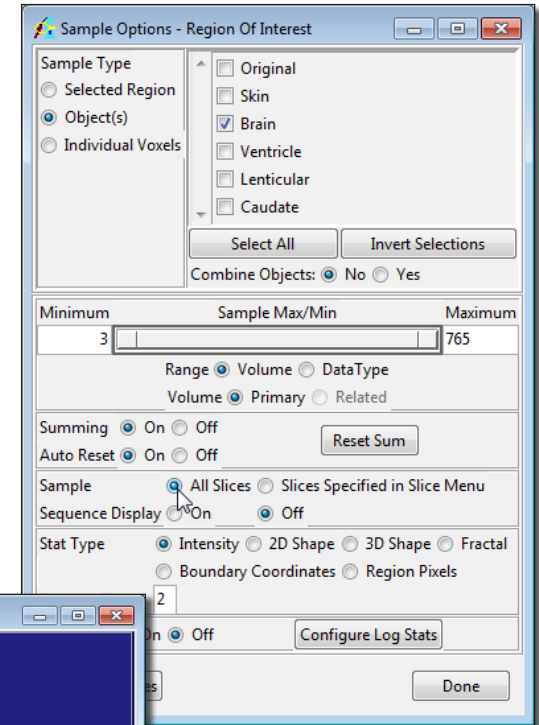 Sample Options - Region Of Interest
Sample Type
Selected Region
Object(s)
Individual Voxels
Original
Skin
Brain
Ventricle
Lenticular
Caudate
Select All Invert Selections
Combine Objects: No Yes
Minimum Sample Max/Min Maximum
3 765
Range Volume DataType
Volume Primary Related
Summing On Off
Reset Sum
Auto Reset On Off
Sample All Slices Slices Specified in Slice Menu
Sequence Display On Off
Stat Type Intensity 2D Shape 3D Shape Fractal
Boundary Coordinates Region Pixels
2
Off Configure Log Stats
Done